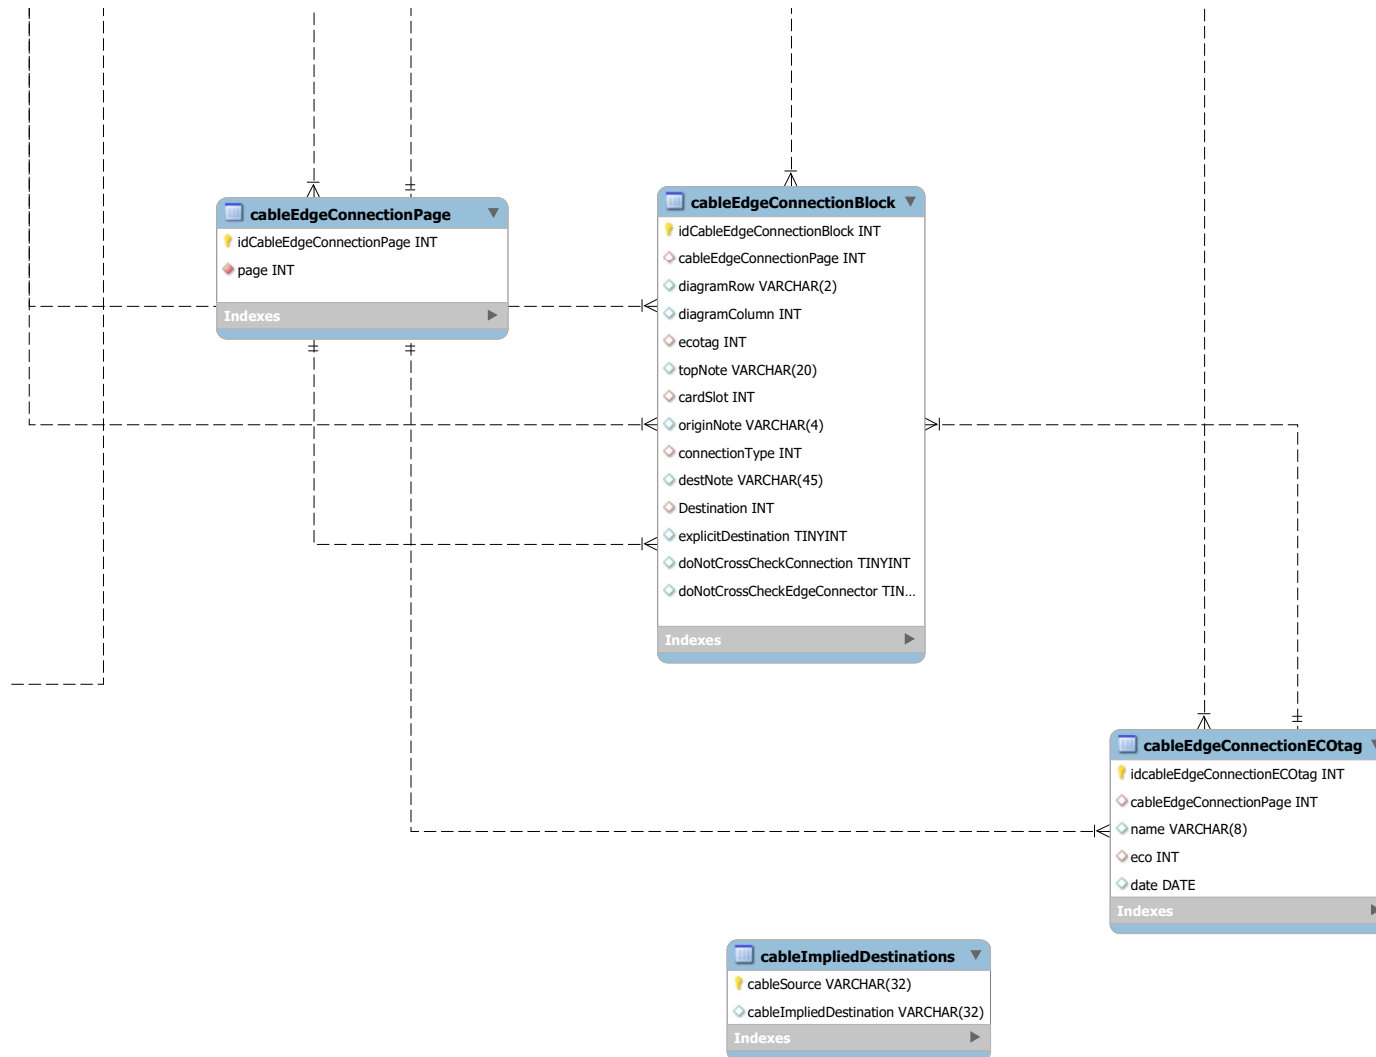 cableEdgeConnectionPage
idCableEdgeConnectionPage INT
page INT
Indexes
cableEdgeConnectionBlock
idCableEdgeConnectionBlock INT
cableEdgeConnectionPage INT
diagramRow VARCHAR(2)
diagramColumn INT
ecotag INT
topNote VARCHAR(20)
cardSlot INT
originNote VARCHAR(4)
connectionType INT
destNote VARCHAR(45)
Destination INT
explicitDestination TINYINT
doNotCrossCheckConnection TINYINT
doNotCrossCheckEdgeConnector TIN...
Indexes
cableEdgeConnectionECOtag
idcableEdgeConnectionECOtag INT
cableEdgeConnectionPage INT
name VARCHAR(8)
eco INT
date DATE
Indexes
cableImpliedDestinations
cableSource VARCHAR(32)
cableImpliedDestination VARCHAR(32)
Indexes